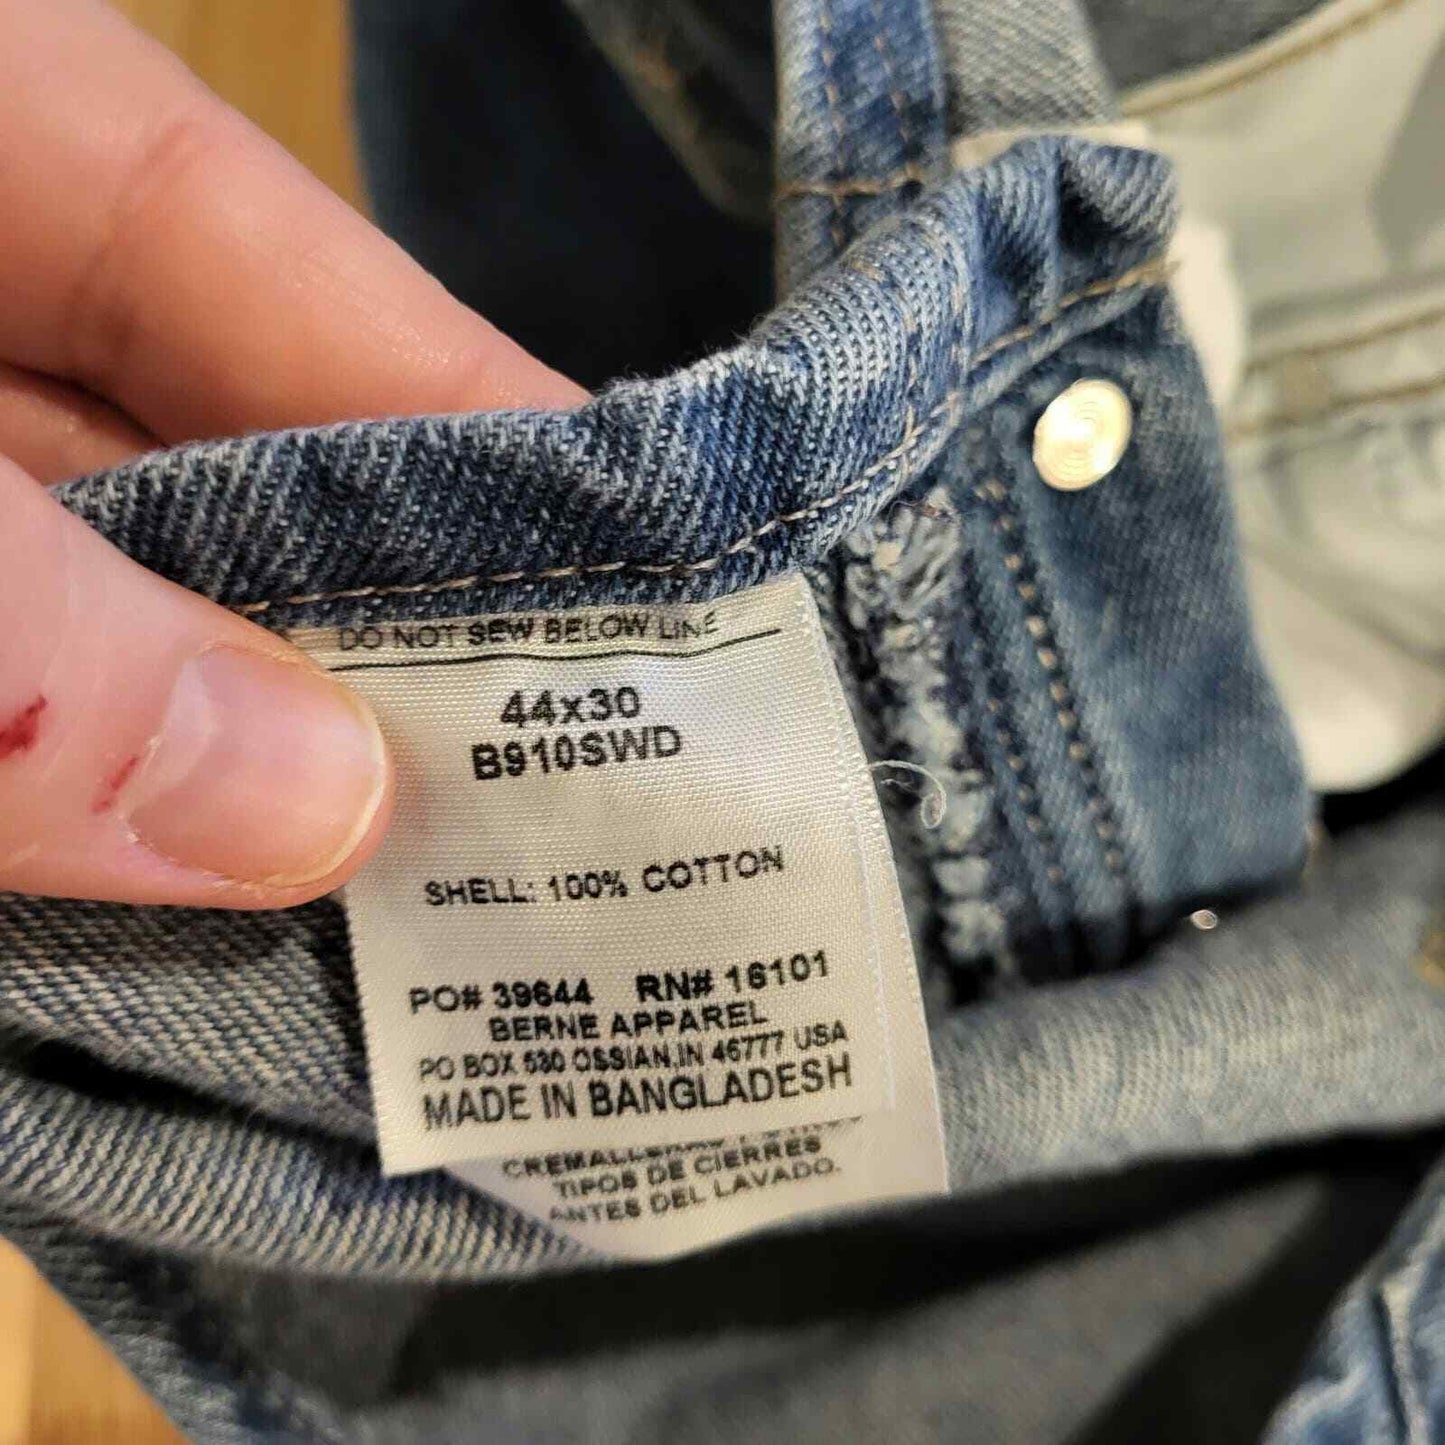 DO NOT SEW BELOW LINE
44x30
B910SWD
SHELL: 100% COTTON
PO# 39644 RN# 16101
BERNE APPAREL
PO BOX 530 OSSIAN,IN 46777 USA
MADE IN BANGLADESH
TIPOS DE CIERRES
ANTES DEL LAVADO.